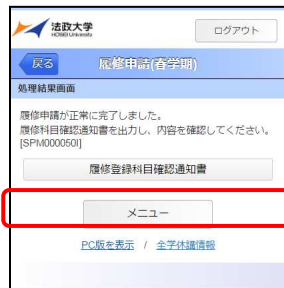 法政大学
HOSEI University
ログアウト
戻る
履修申請(春学期)
処理結果画面
履修申請が正常に完了しました。
履修科目確認通知書を出力し、内容を確認してください。
[SPM000050I]
履修登録科目確認通知書
メニュー
PC版を表示 / 全学休講情報